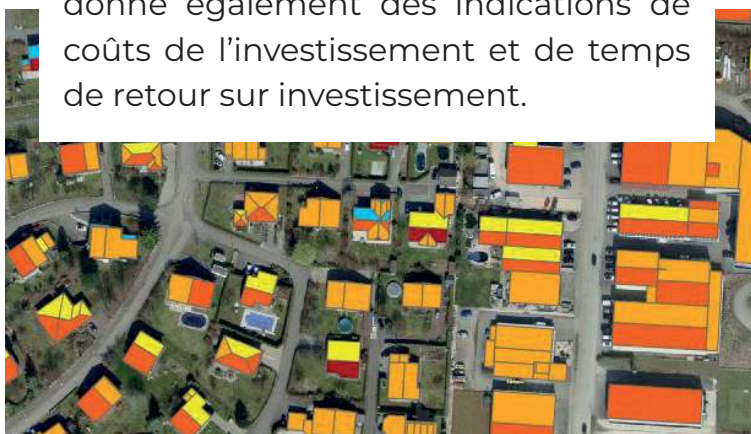 donne également des indications de
coûts de l’investissement et de temps
de retour sur investissement.